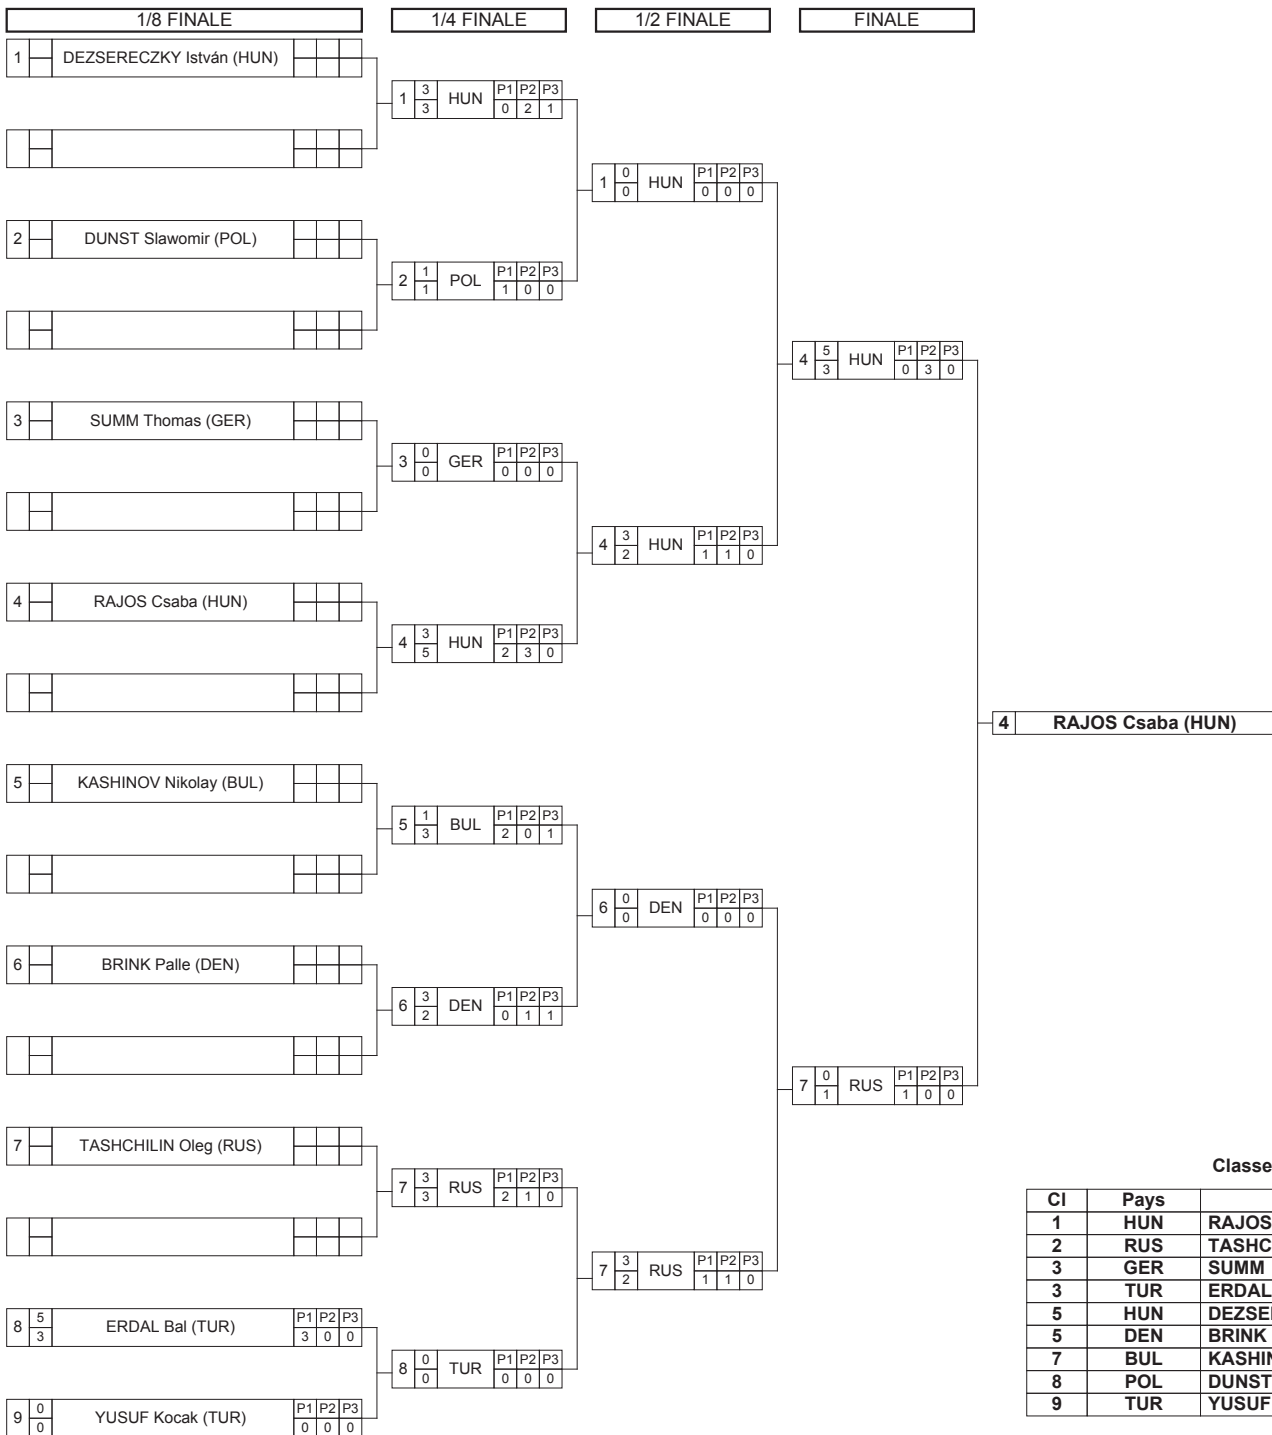 1/8 FINALE 1/4 FINALE 1/2 FINALE FINALE
1 DEZSERECZKY István (HUN)
1 3 HUN P1 P2 P3
3 0 2 1
1 0 HUN P1 P2 P3
0 0 0 0
2 DUNST Slawomir (POL)
2 1 POL P1 P2 P3
1 1 0 0
4 5 HUN P1 P2 P3
3 0 3 0
3 SUMM Thomas (GER)
3 0 GER P1 P2 P3
0 0 0 0
4 3 HUN P1 P2 P3
2 1 1 0
4 RAJOS Csaba (HUN)
4 3 HUN P1 P2 P3
5 2 3 0
4 RAJOS Csaba (HUN)
5 KASHINOV Nikolay (BUL)
5 1 BUL P1 P2 P3
3 2 0 1
6 0 DEN P1 P2 P3
0 0 0 0
6 BRINK Palle (DEN)
6 3 DEN P1 P2 P3
2 0 1 1
7 0 RUS P1 P2 P3
1 1 0 0
7 TASHCHILIN Oleg (RUS)
7 3 RUS P1 P2 P3
3 2 1 0
7 3 RUS P1 P2 P3
2 1 1 0
8 5 ERDAL Bal (TUR) P1 P2 P3
3 3 0 0
8 0 TUR P1 P2 P3
0 0 0 0
9 0 YUSUF Kocak (TUR) P1 P2 P3
0 0 0 0
Classe
Cl Pays
1 HUN RAJOS
2 RUS TASHC
3 GER SUMM
3 TUR ERDAL
5 HUN DEZSE
5 DEN BRINK
7 BUL KASHIN
8 POL DUNST
9 TUR YUSUF